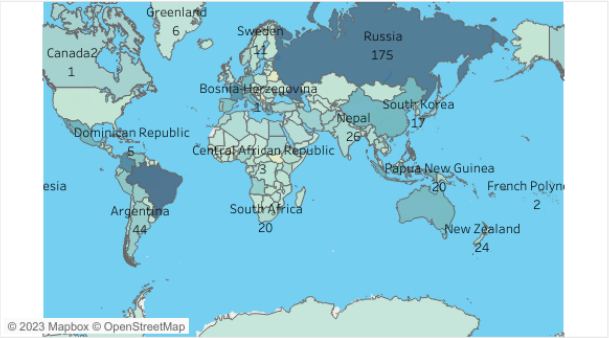 Greenland
6
Sweden
11
Russia
175
Canada2
1
Bosnia-Herzegovina
1
South Korea
17
Nepal
26
Dominican Republic
5
Central African Republic
3
Papua New Guinea
20
esia
French Polyn
2
Argentina
44
South Africa
20
New Zealand
24
© 2023 Mapbox © OpenStreetMap